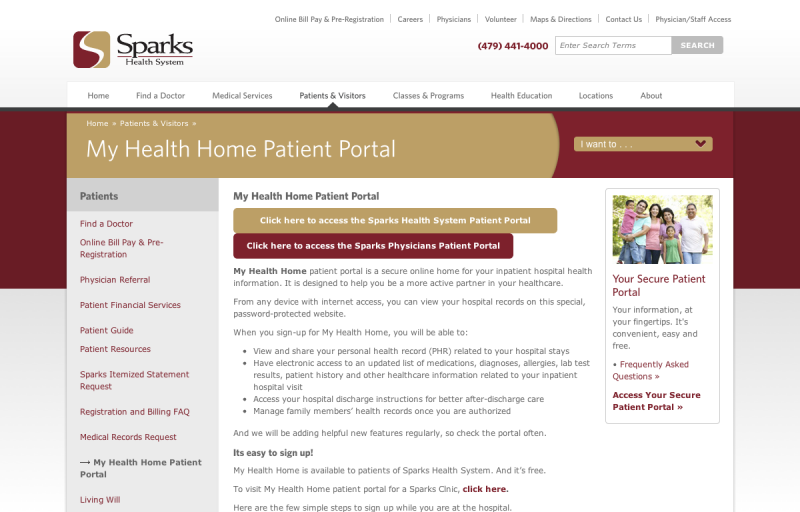 Online Bill Pay & Pre-Registration
Careers
Physicians
Volunteer
Maps & Directions
Contact Us
Physician/Staff Access
Sparks
Health System
(479) 441-4000
Enter Search Terms
SEARCH
Home
Find a Doctor
Medical Services
Patients & Visitors
Classes & Programs
Health Education
Locations
About
Home » Patients & Visitors »
My Health Home Patient Portal
I want to . . .
Patients
Find a Doctor
Online Bill Pay & Pre-
Registration
Physician Referral
Patient Financial Services
Patient Guide
Patient Resources
Sparks Itemized Statement
Request
Registration and Billing FAQ
Medical Records Request
→ My Health Home Patient
Portal
Living Will
My Health Home Patient Portal
Click here to access the Sparks Health System Patient Portal
Click here to access the Sparks Physicians Patient Portal
My Health Home patient portal is a secure online home for your inpatient hospital health
information. It is designed to help you be a more active partner in your healthcare.
From any device with internet access, you can view your hospital records on this special,
password-protected website.
When you sign-up for My Health Home, you will be able to:
• View and share your personal health record (PHR) related to your hospital stays
• Have electronic access to an updated list of medications, diagnoses, allergies, lab test
results, patient history and other healthcare information related to your inpatient
hospital visit
• Access your hospital discharge instructions for better after-discharge care
• Manage family members' health records once you are authorized
And we will be adding helpful new features regularly, so check the portal often.
Its easy to sign up!
My Health Home is available to patients of Sparks Health System. And it's free.
To visit My Health Home patient portal for a Sparks Clinic, click here.
Here are the few simple steps to sign up while you are at the hospital.
Your Secure Patient
Portal
Your information, at
your fingertips. It's
convenient, easy and
free.
• Frequently Asked
Questions »
Access Your Secure
Patient Portal »